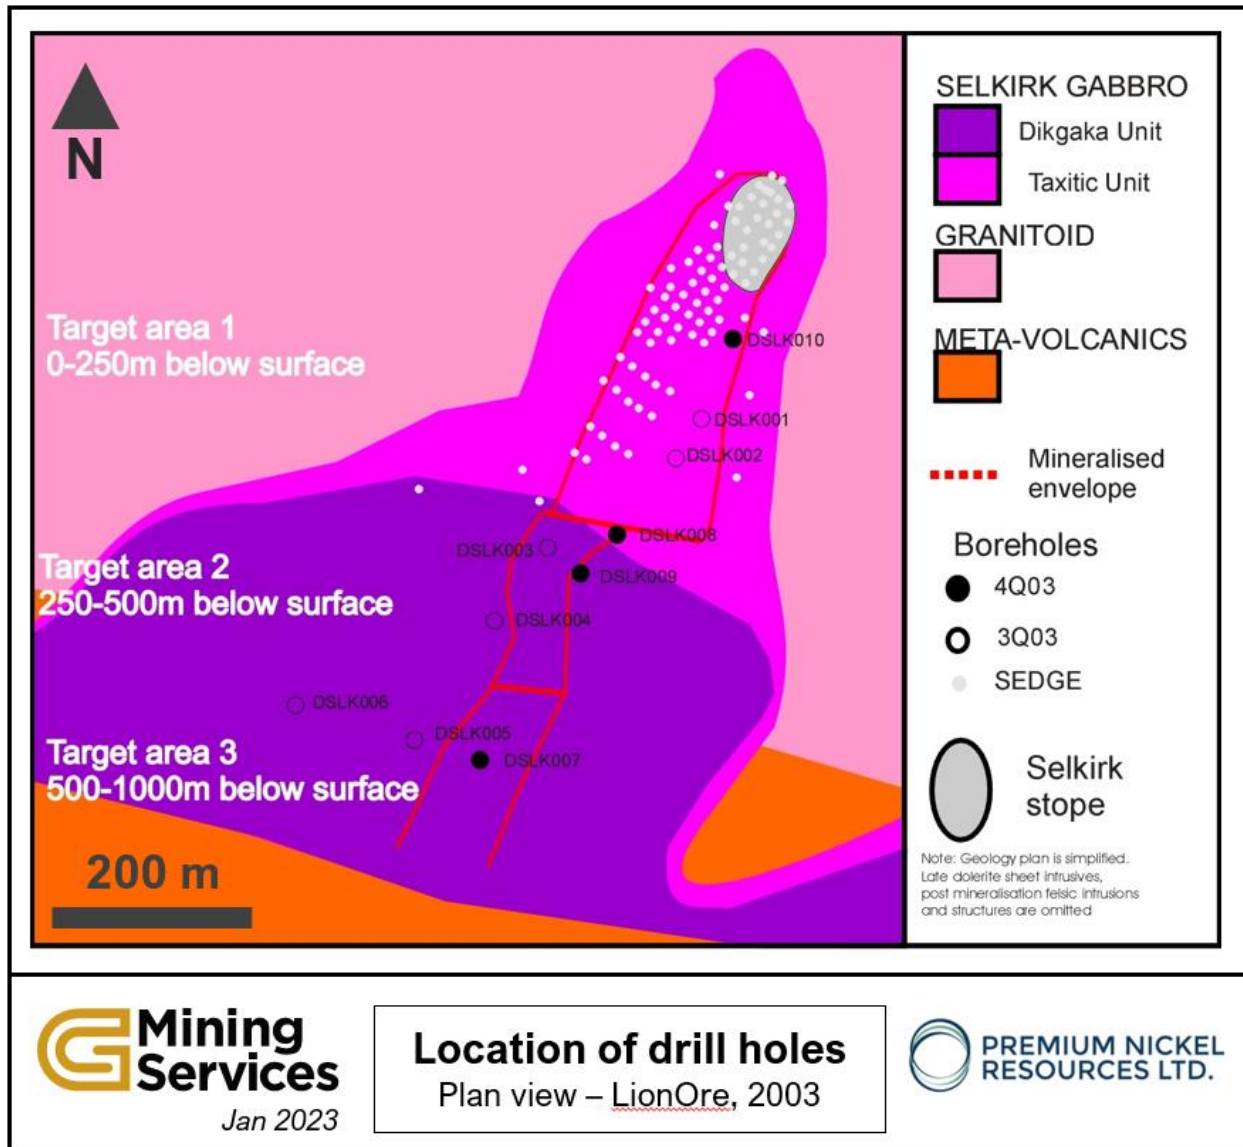 N
Target area 1
0-250m below surface
DSLK010
DSLK001
DSLK002
DSLK008
DSLK003
DSLK009
Target area 2
250-500m below surface
DSLK004
DSLK006
DSLK005
Target area 3
500-1000m below surface
DSLK007
200 m
SELKIRK GABBRO
Dikgaka Unit
Taxitic Unit
GRANITOID
META-VOLCANICS
Mineralised
envelope
Boreholes
4Q03
3Q03
SEDGE
Selkirk
stope
Note: Geology plan is simplified.
Late dolerite sheet intrusives,
post mineralisation felsic intrusions
and structures are omitted
G Mining
Services
Jan 2023
Location of drill holes
Plan view – LionOre, 2003
PREMIUM NICKEL
RESOURCES LTD.